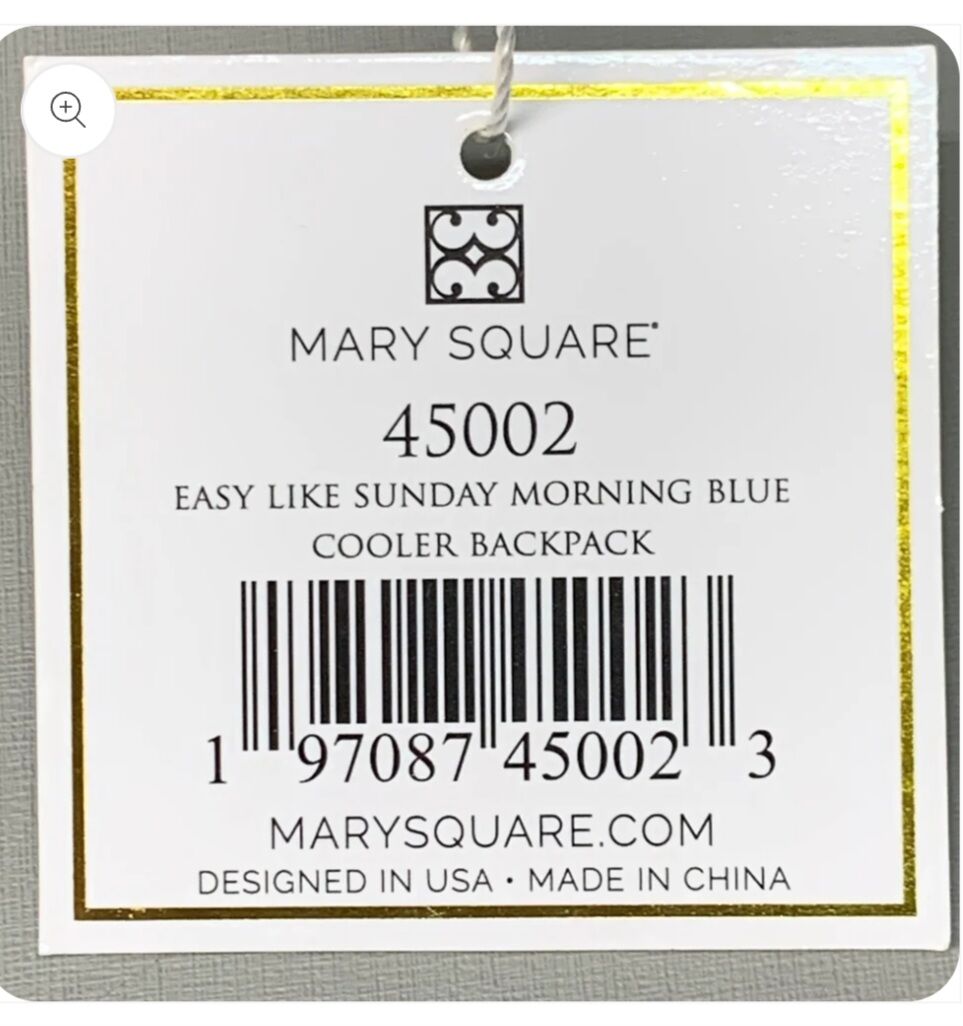 MARY SQUARE®
45002
EASY LIKE SUNDAY MORNING BLUE
COOLER BACKPACK
1 97087 45002 3
MARYSQUARE.COM
DESIGNED IN USA • MADE IN CHINA